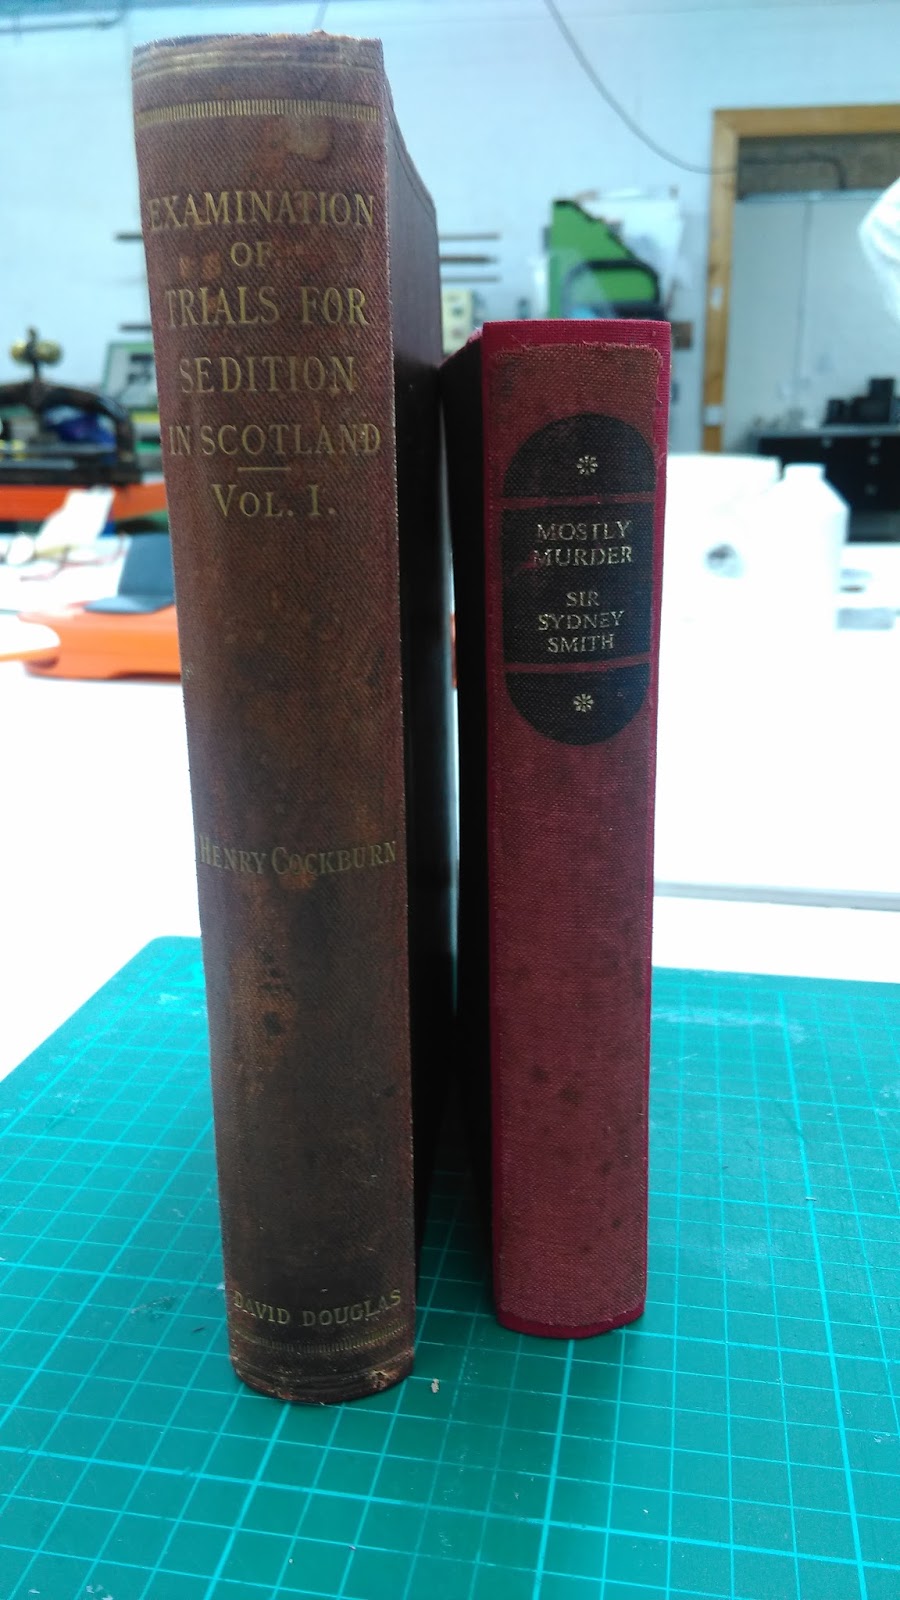 EXAMINATION
OF
TRIALS FOR
SEDITION
IN SCOTLAND
VOL. I.
HENRY COCKBURN
DAVID DOUGLAS
MOSTLY
MURDER
SIR
SYDNEY
SMITH